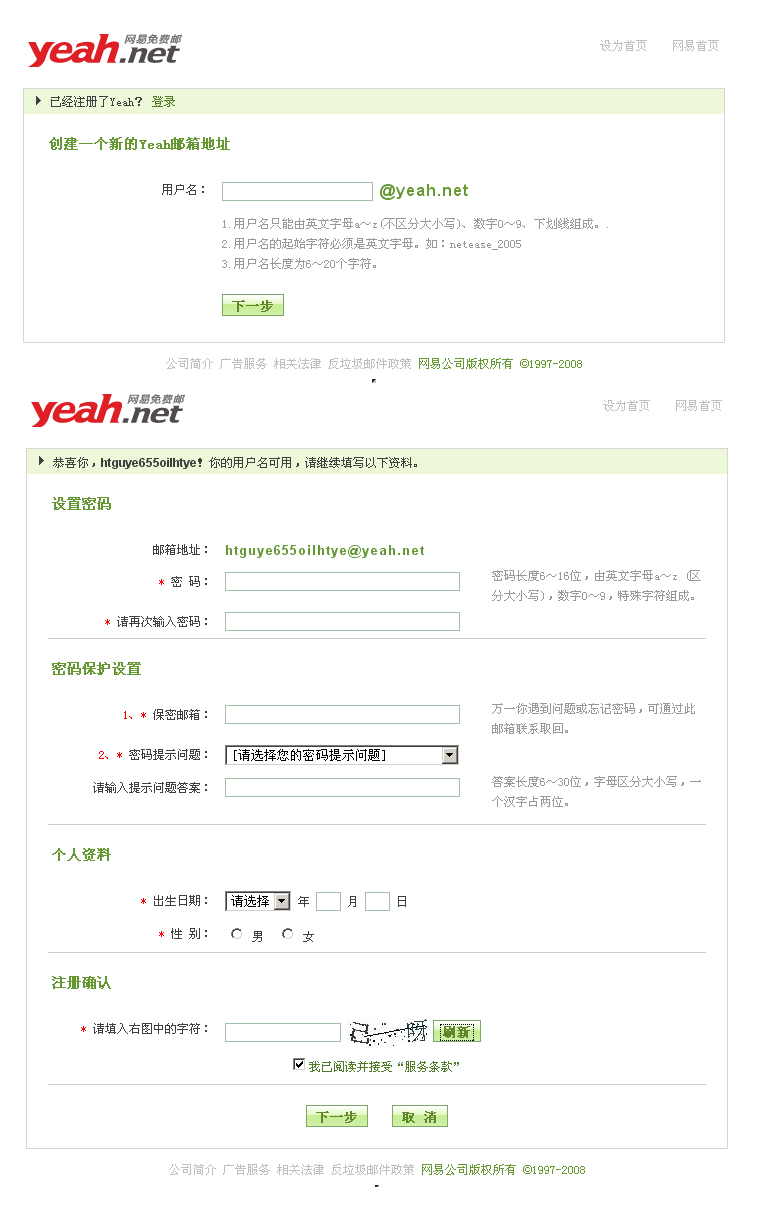 yeah.net 网易免费邮
设为首页 网易首页
已经注册了Yeah? 登录
创建一个新的Yeah邮箱地址
用户名： @yeah.net
1.用户名只能由英文字母a～z(不区分大小写)、数字0～9、下划线组成。.
2.用户名的起始字符必须是英文字母。如：netease_2005
3.用户名长度为6～20个字符。
下一步
公司简介 广告服务 相关法律 反垃圾邮件政策 网易公司版权所有 ©1997-2008
yeah.net 网易免费邮
设为首页 网易首页
恭喜你，htguye655oilhtye! 你的用户名可用，请继续填写以下资料。
设置密码
邮箱地址： htguye655oilhtye@yeah.net
* 密 码： 密码长度6～16位，由英文字母a～z (区
分大小写)，数字0～9，特殊字符组成。
* 请再次输入密码：
密码保护设置
1、* 保密邮箱： 万一你遇到问题或忘记密码，可通过此
邮箱联系取回。
2、* 密码提示问题： [请选择您的密码提示问题]
请输入提示问题答案： 答案长度6～30位，字母区分大小写，一
个汉字占两位。
个人资料
* 出生日期： 请选择 年 月 日
* 性 别： 男 女
注册确认
* 请填入右图中的字符： 刷新
我已阅读并接受“服务条款”
下一步 取 消
公司简介 广告服务 相关法律 反垃圾邮件政策 网易公司版权所有 ©1997-2008